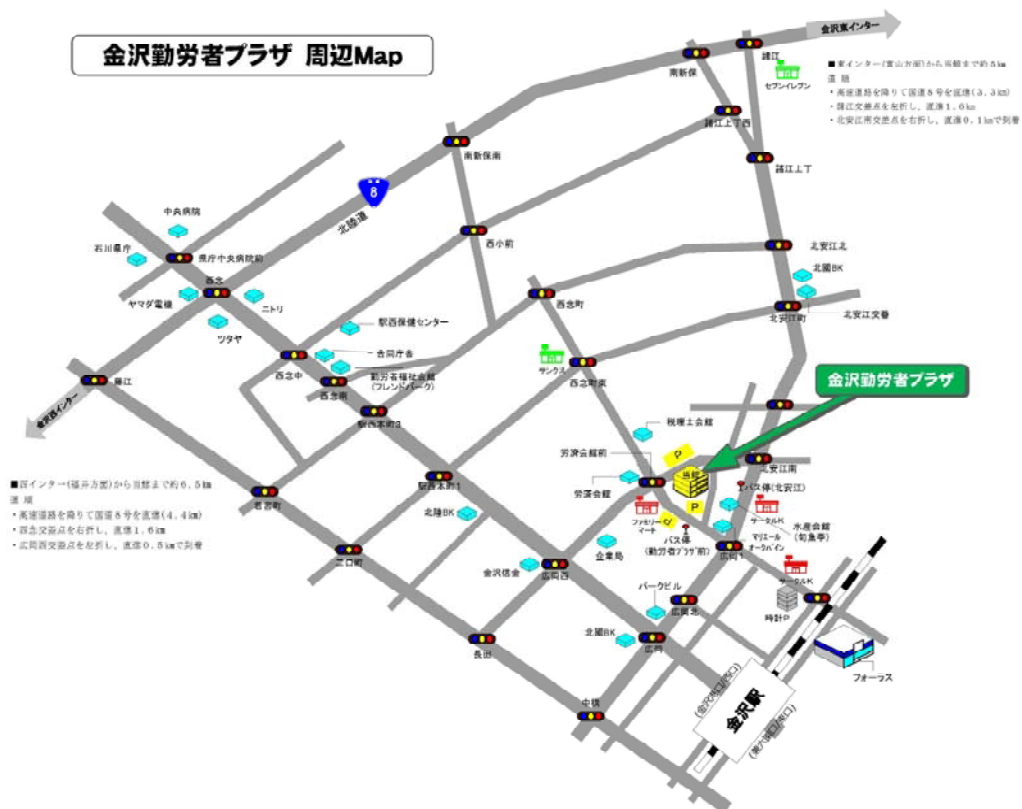 金沢勤労者プラザ 周辺Map
金沢東インター
諸江
南新保
セブンイレブン
■東インター(富山方面)から当館まで約5km
道順
・高速道路を降りて国道8号を直進(3.3km)
・諸江交差点を左折し、直進1.6km
・北安江南交差点を右折し、直進0.1kmで到着
諸江上丁西
南新保南
諸江上丁
8
北陸道
中央病院
石川県庁
県庁中央病院前
西小前
北安江北
北國BK
西念
ヤマダ電機
ニトリ
ツタヤ
西念町
北安江町
北安江交番
駅西保健センター
合同庁舎
勤労者福祉会館
(フレンドパーク)
西念中
西念南
サンクス
西念町東
金沢勤労者プラザ
藤江
金沢西インター
駅西本町3
税理士会館
労済会館前
P
当館
北安江南
労済会館
バス停(北安江)
■西インター(福井方面)から当館まで約6.5km
道順
・高速道路を降りて国道8号を直進(4.4km)
・西念交差点を右折し、直進1.6km
・広岡西交差点を左折し、直進0.5kmで到着
駅西本町1
若宮町
北陸BK
ファミリー
マート
P
P
サークルK
水産会館
(旬魚亭)
マリエール
オークパイン
バス停
(勤労者プラザ前)
企業局
広岡1
二口町
金沢信金
広岡西
パークビル
サークルK
広岡北
時計P
北國BK
広岡
長田
フォーラス
中橋
金沢駅